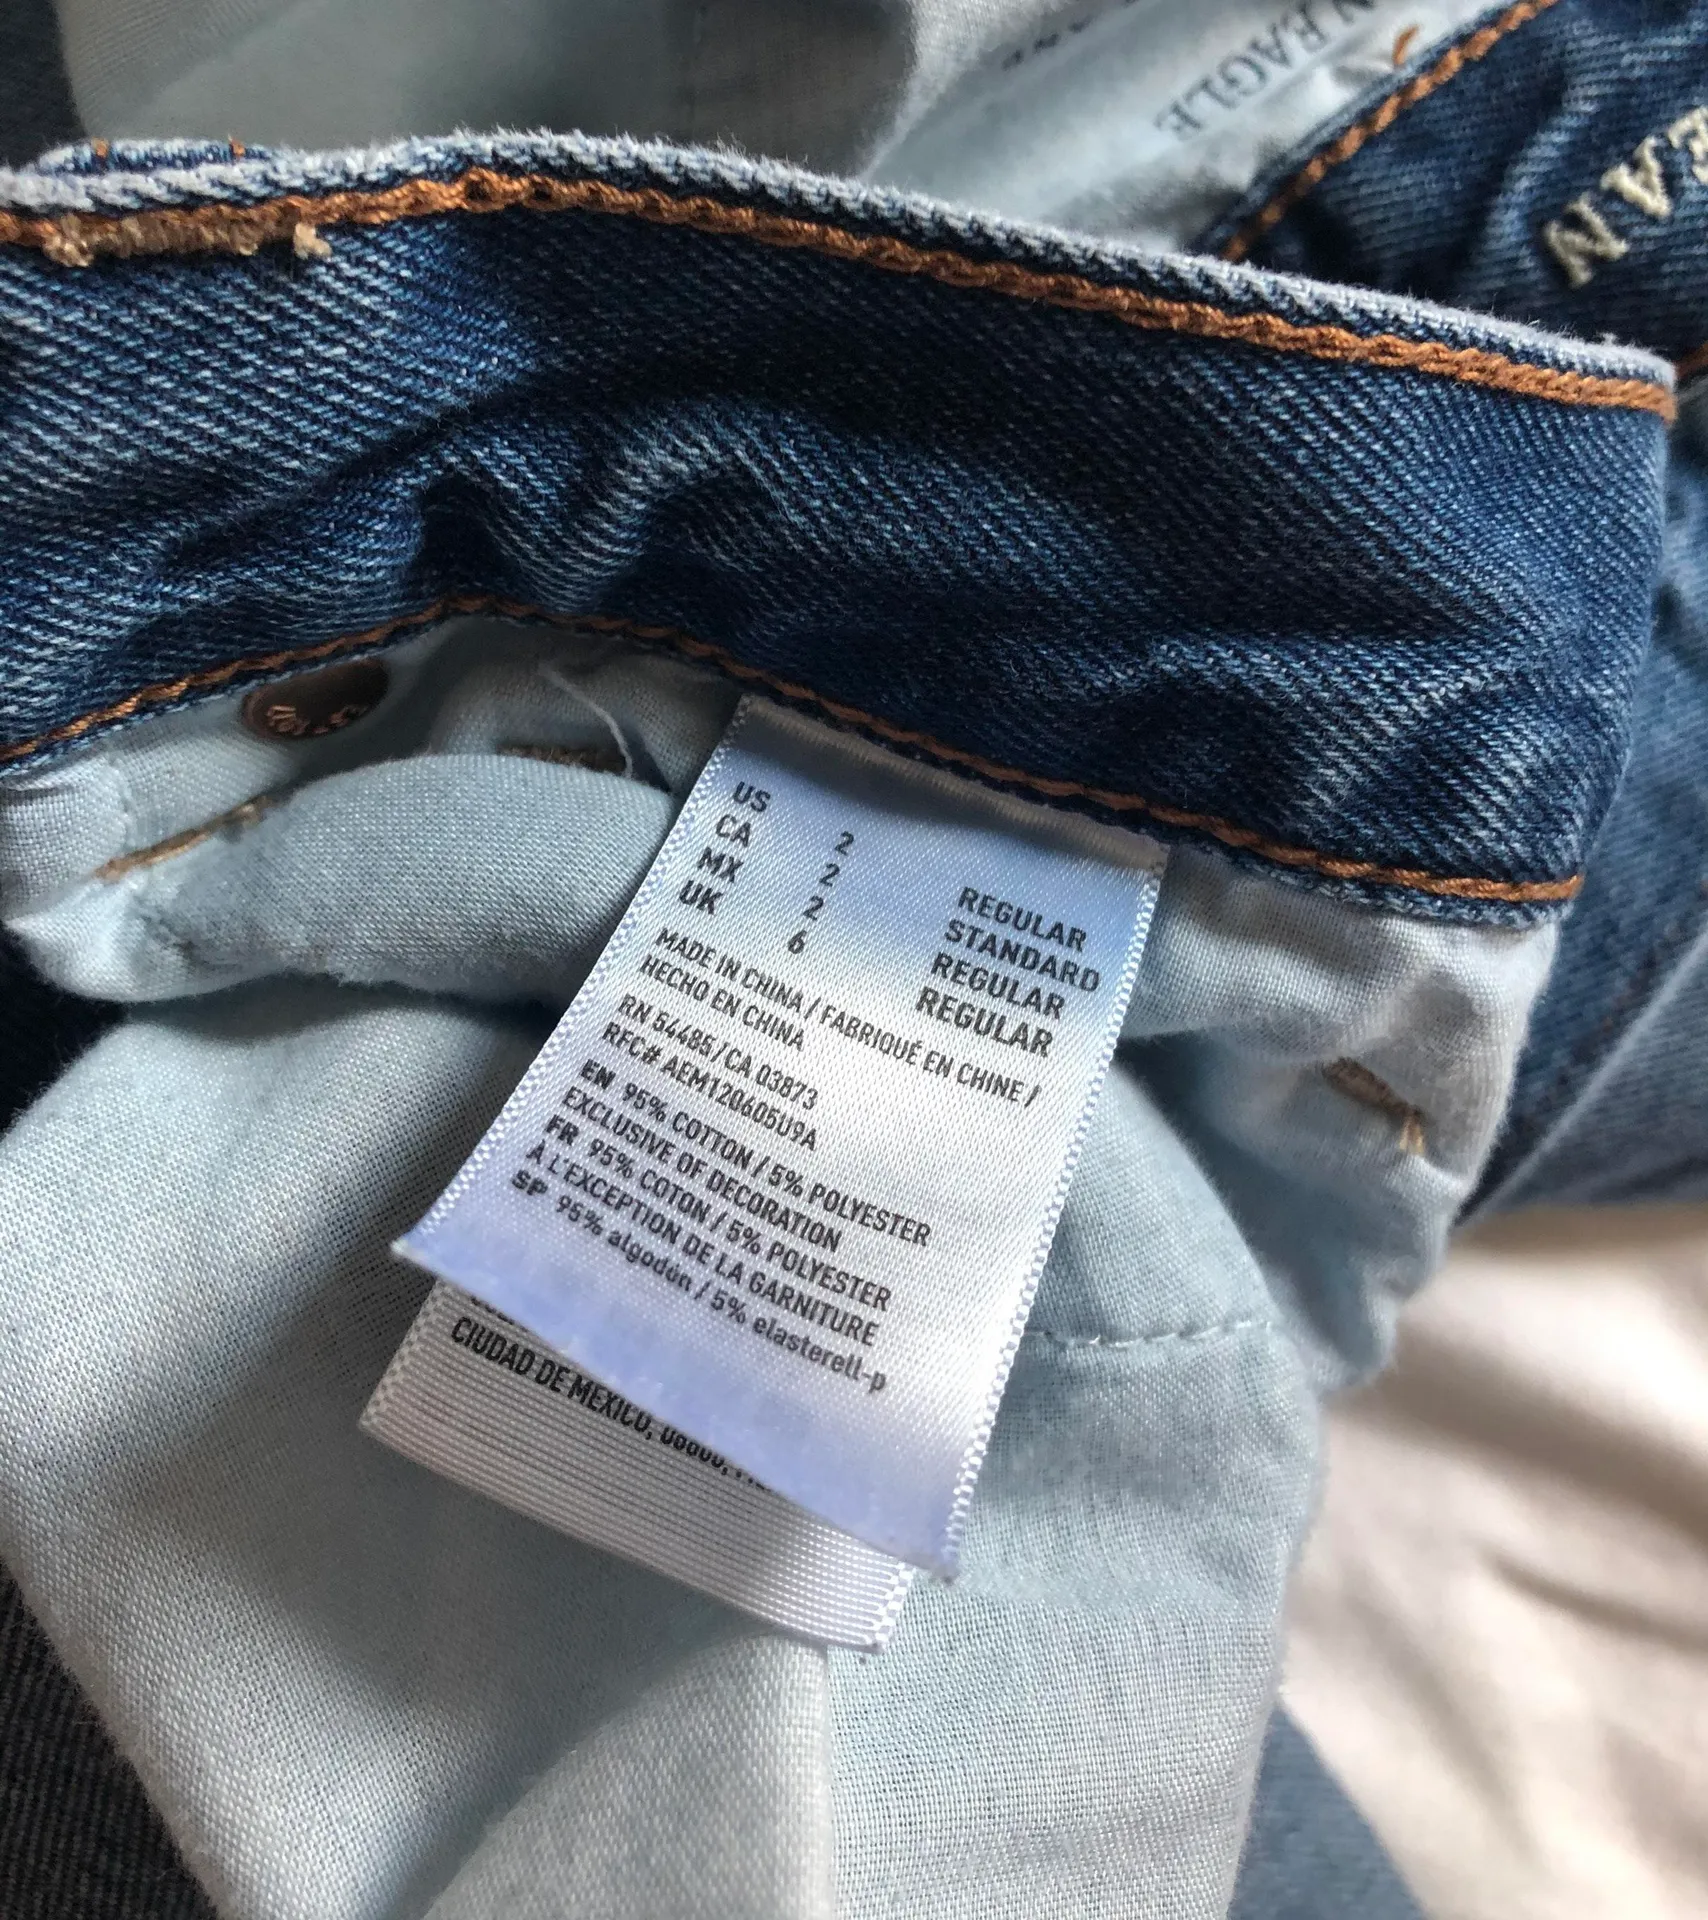 EAGLE
EAN
US 2 REGULAR
CA 2 STANDARD
MX 2 REGULAR
UK 6 REGULAR
MADE IN CHINA / FABRIQUÉ EN CHINE /
HECHO EN CHINA
RN 54485 / CA 03873
RFC# AEM120605U9A
EN 95% COTTON / 5% POLYESTER
EXCLUSIVE OF DECORATION
FR 95% COTON / 5% POLYESTER
À L'EXCEPTION DE LA GARNITURE
SP 95% algodón / 5% elasterell-p
CIUDAD DE MEXICO,